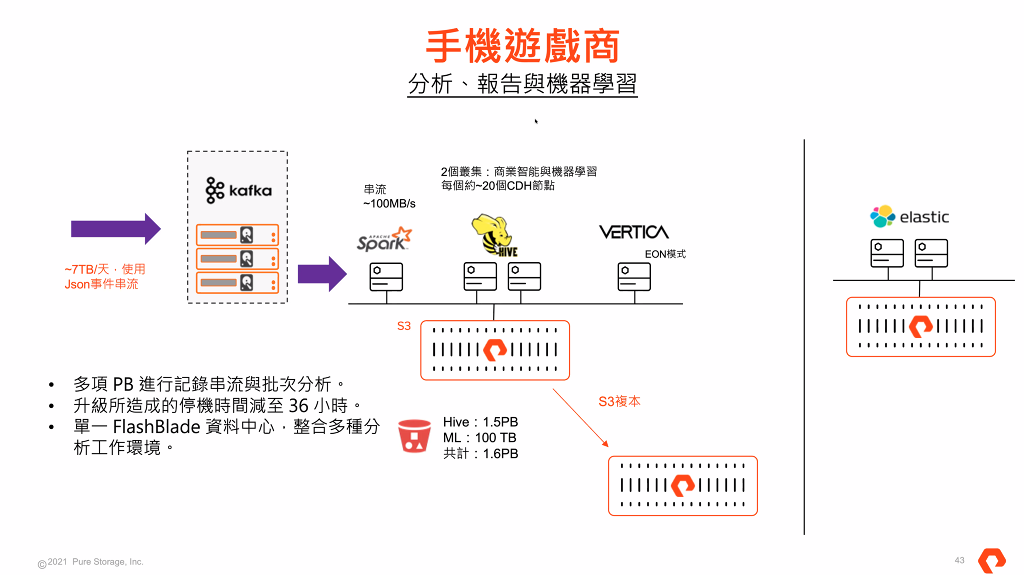 手機遊戲商
分析、報告與機器學習
kafka
~7TB/天，使用
Json事件串流
串流
~100MB/s
APACHE
Spark
2個叢集：商業智能與機器學習
每個約~20個CDH節點
HIVE
VERTICA
EON模式
elastic
S3
• 多項 PB 進行記錄串流與批次分析。
• 升級所造成的停機時間減至 36 小時。
• 單一 FlashBlade 資料中心，整合多種分
析工作環境。
Hive：1.5PB
ML：100 TB
共計：1.6PB
S3複本
©2021 Pure Storage, Inc.
43